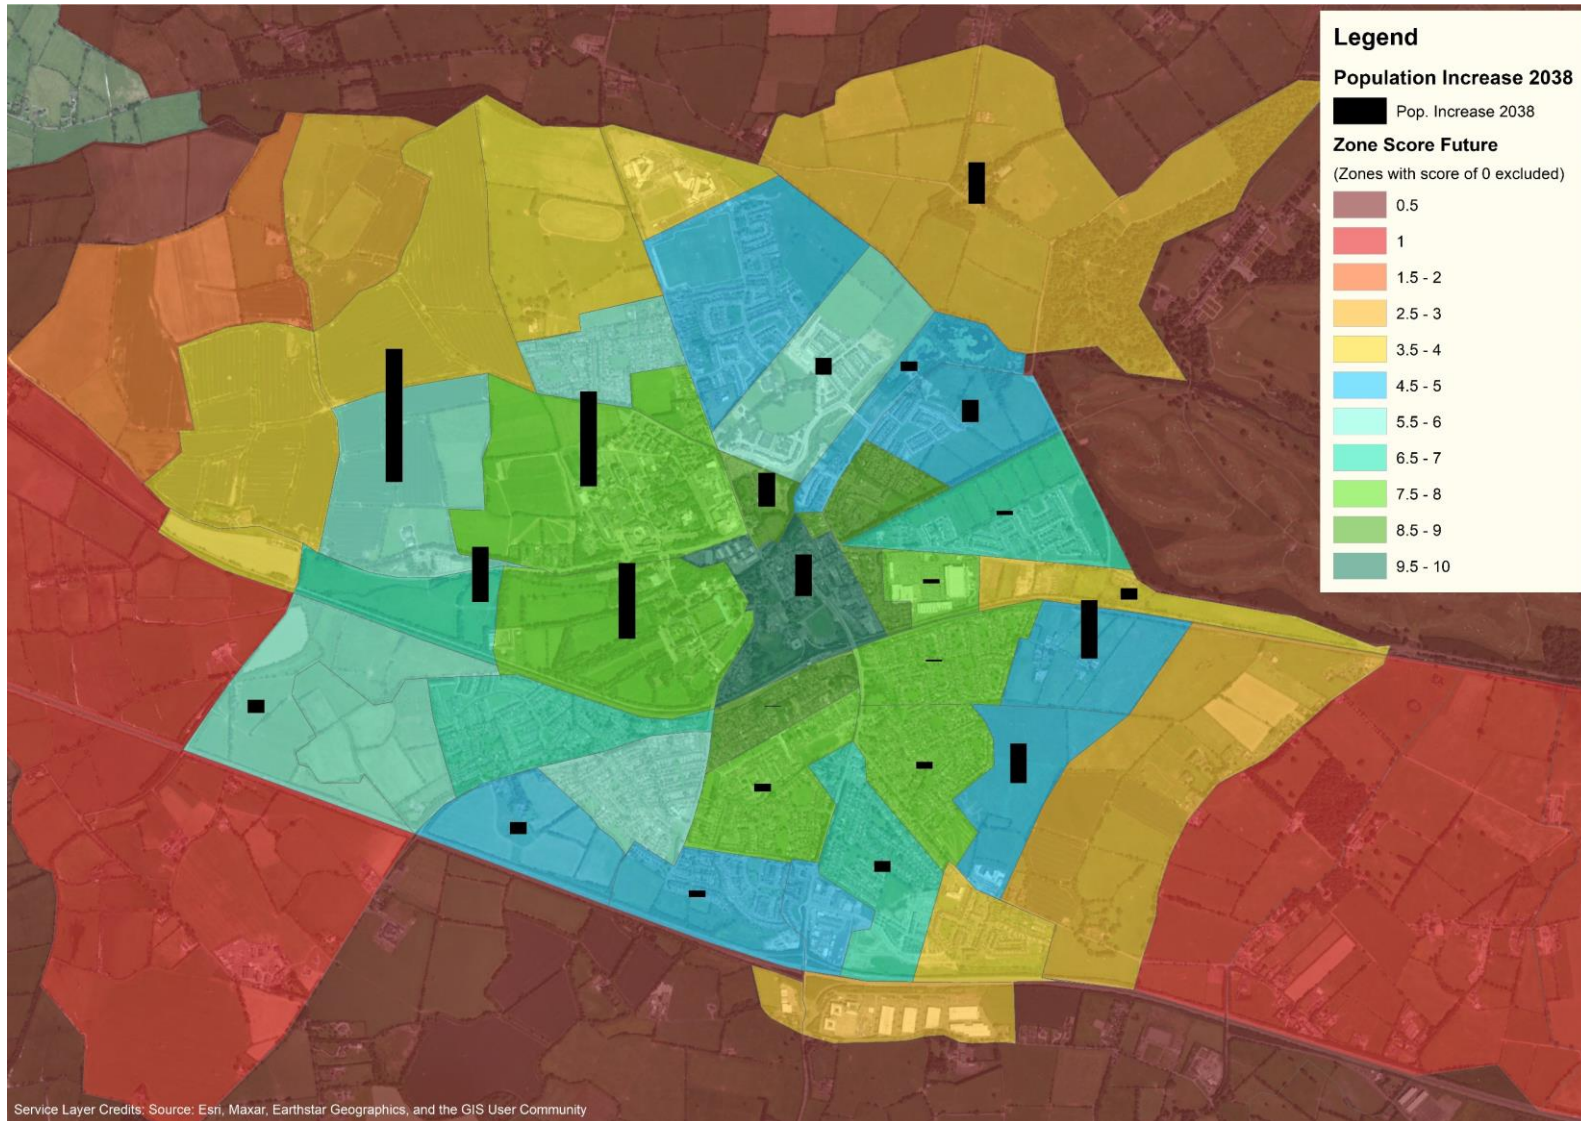 Legend
Population Increase 2038
Pop. Increase 2038
Zone Score Future
(Zones with score of 0 excluded)
0.5
1
1.5 - 2
2.5 - 3
3.5 - 4
4.5 - 5
5.5 - 6
6.5 - 7
7.5 - 8
8.5 - 9
9.5 - 10
Service Layer Credits: Source: Esri, Maxar, Earthstar Geographics, and the GIS User Community